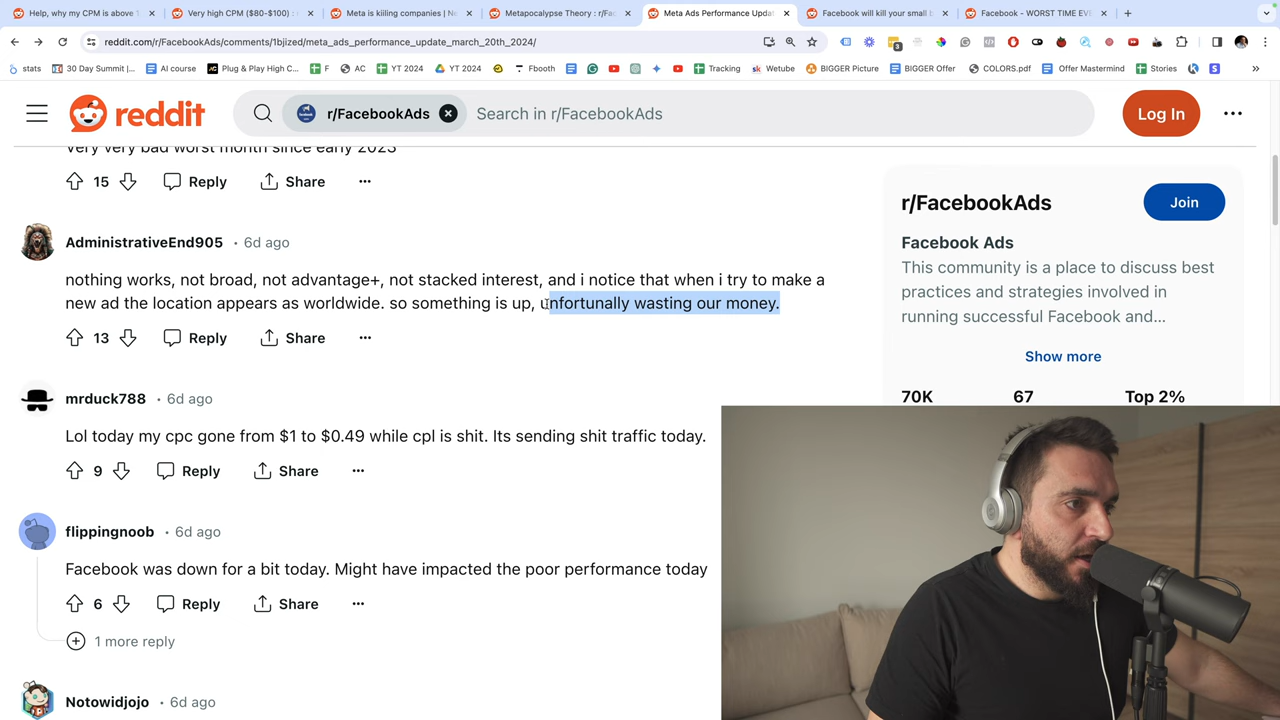 Help, why my CPM is above 1
Very high CPM ($80-$100) : r
Meta is killing companies | Ne
Metapocalypse Theory : r/Fac
Meta Ads Performance Upda
Facebook will kill your small b
Facebook - WORST TIME EVE
reddit.com/r/FacebookAds/comments/1bjized/meta_ads_performance_update_march_20th_2024/
3
stats
30 Day Summit |...
AI course
Plug & Play High C...
F
AC
YT 2024
YT 2024
Fbooth
Tracking
Wetube
BIGGER Picture
BIGGER Offer
COLORS.pdf
Offer Mastermind
Stories
reddit
r/FacebookAds
Search in r/FacebookAds
Log In
Very very bad worst month since early 2023
15
Reply
Share
AdministrativeEnd905 • 6d ago
nothing works, not broad, not advantage+, not stacked interest, and i notice that when i try to make a
new ad the location appears as worldwide. so something is up, unfortunally wasting our money.
13
Reply
Share
mrduck788 • 6d ago
Lol today my cpc gone from $1 to $0.49 while cpl is shit. Its sending shit traffic today.
9
Reply
Share
flippingnoob • 6d ago
Facebook was down for a bit today. Might have impacted the poor performance today
6
Reply
Share
1 more reply
Notowidjojo • 6d ago
r/FacebookAds
Join
Facebook Ads
This community is a place to discuss best
practices and strategies involved in
running successful Facebook and...
Show more
70K
67
Top 2%